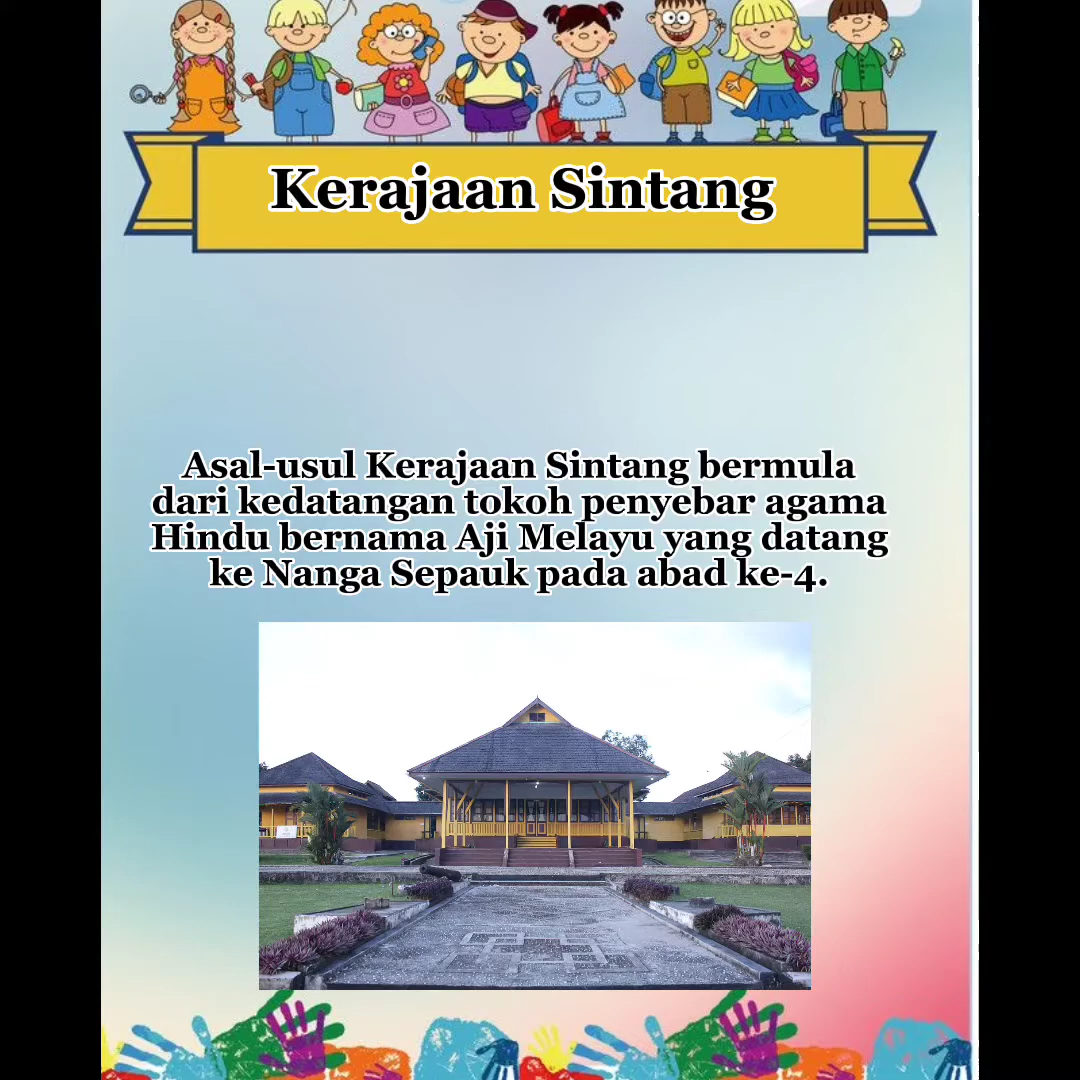 Kerajaan Sintang
Asal-usul Kerajaan Sintang bermula
dari kedatangan tokoh penyebar agama
Hindu bernama Aji Melayu yang datang
ke Nanga Sepauk pada abad ke-4.